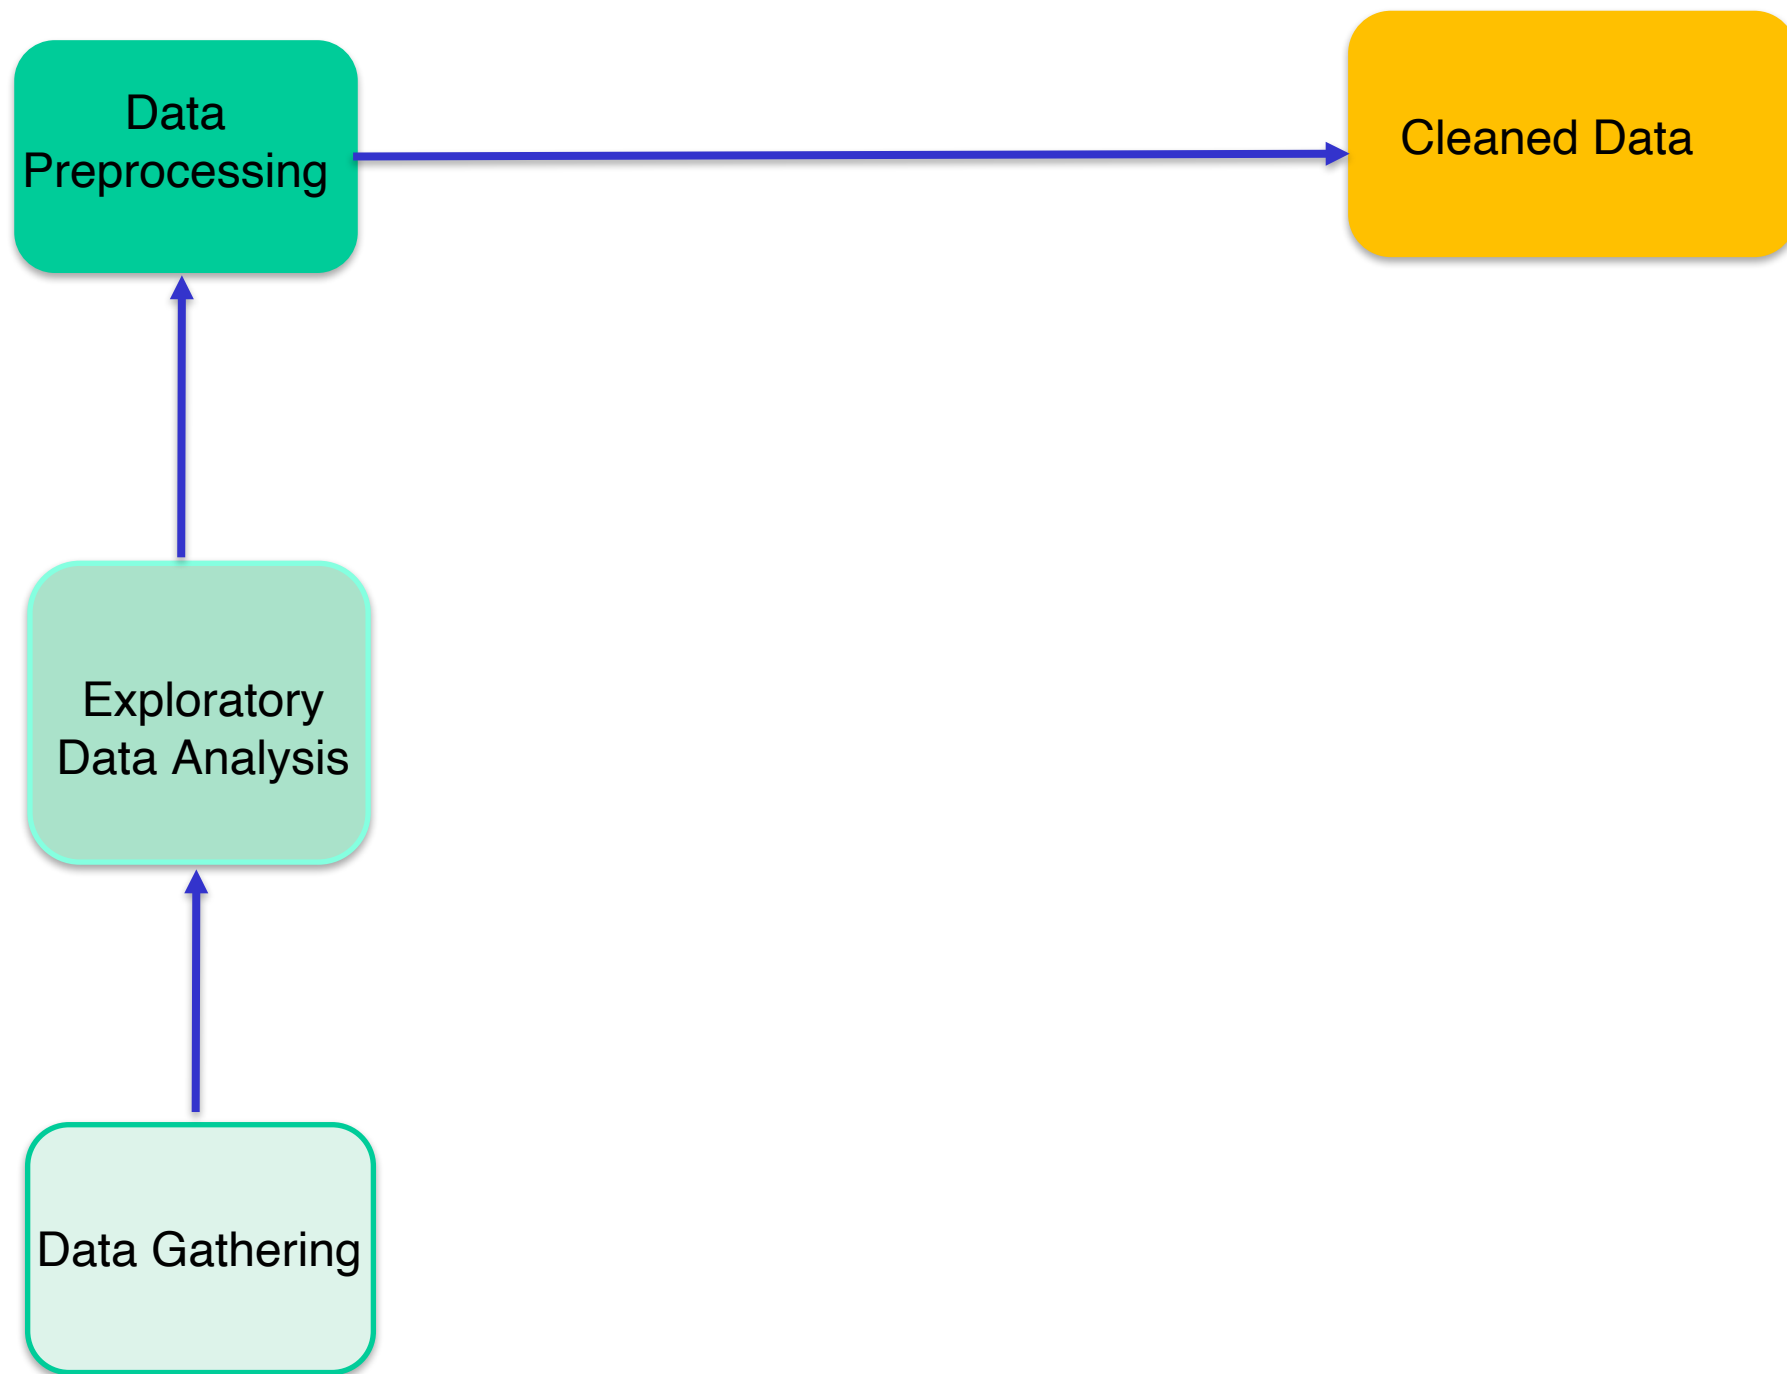 Data
Preprocessing
Cleaned Data
Exploratory
Data Analysis
Data Gathering